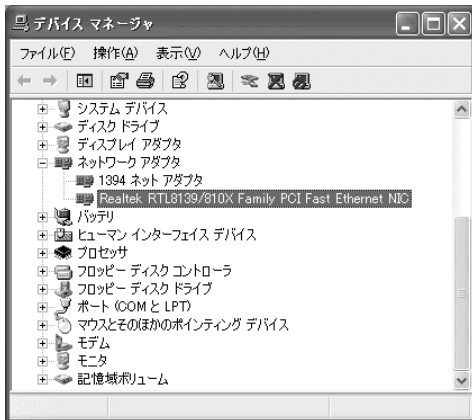 デバイス マネージャ
ファイル(F) 操作(A) 表示(V) ヘルプ(H)
システム デバイス
ディスク ドライブ
ディスプレイ アダプタ
ネットワーク アダプタ
1394 ネット アダプタ
Realtek RTL8139/810X Family PCI Fast Ethernet NIC
バッテリ
ヒューマン インターフェイス デバイス
プロセッサ
フロッピー ディスク コントローラ
フロッピー ディスク ドライブ
ポート (COM と LPT)
マウスとそのほかのポインティング デバイス
モデム
モニタ
記憶域ボリューム